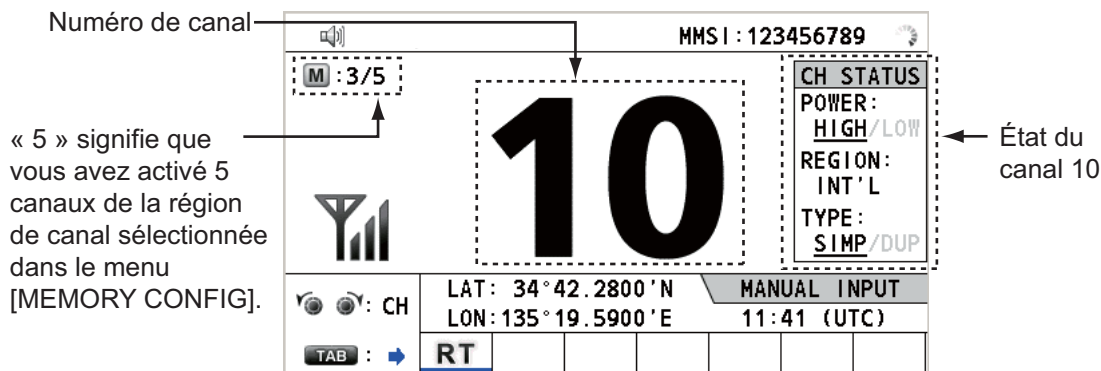 Numéro de canal
MMSI:123456789
M :3/5
10
CH STATUS
POWER:
HIGH/LOW
REGION:
INT'L
TYPE:
SIMP/DUP
« 5 » signifie que
vous avez activé 5
canaux de la région
de canal sélectionnée
dans le menu
[MEMORY CONFIG].
État du
canal 10
: CH
LAT: 34°42.2800'N
LON:135°19.5900'E
MANUAL INPUT
11:41 (UTC)
TAB :
RT